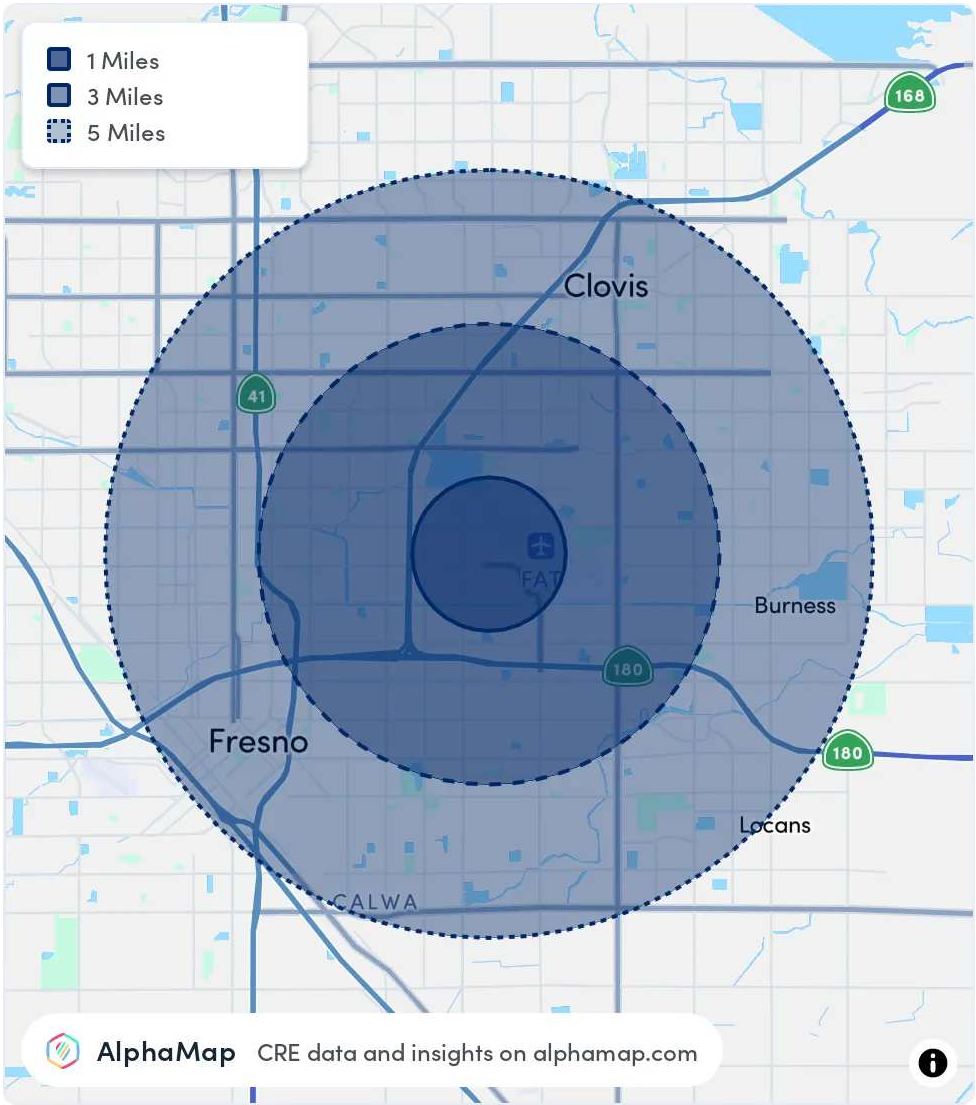 1 Miles
3 Miles
5 Miles
168
Clovis
41
FAT
Burness
180
Fresno
180
Locans
CALWA
AlphaMap CRE data and insights on alphamap.com